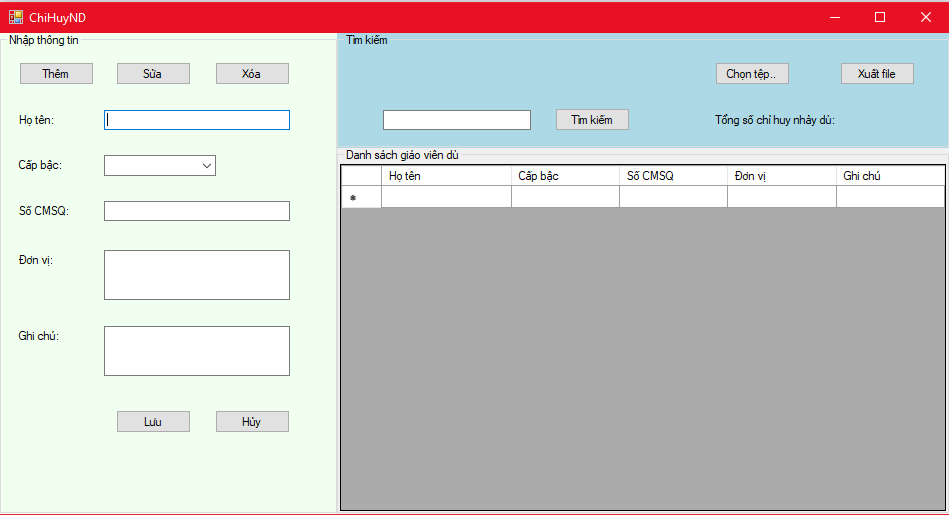 ChiHuyND
Nhập thông tin
Thêm
Sửa
Xóa
Họ tên:
Cấp bậc:
Số CMSQ:
Đơn vị:
Ghi chú:
Lưu
Hủy
Tìm kiếm
Chọn tệp..
Xuất file
Tìm kiếm
Tổng số chỉ huy nhảy dù:
Danh sách giáo viên dù
Họ tên Cấp bậc Số CMSQ Đơn vị Ghi chú